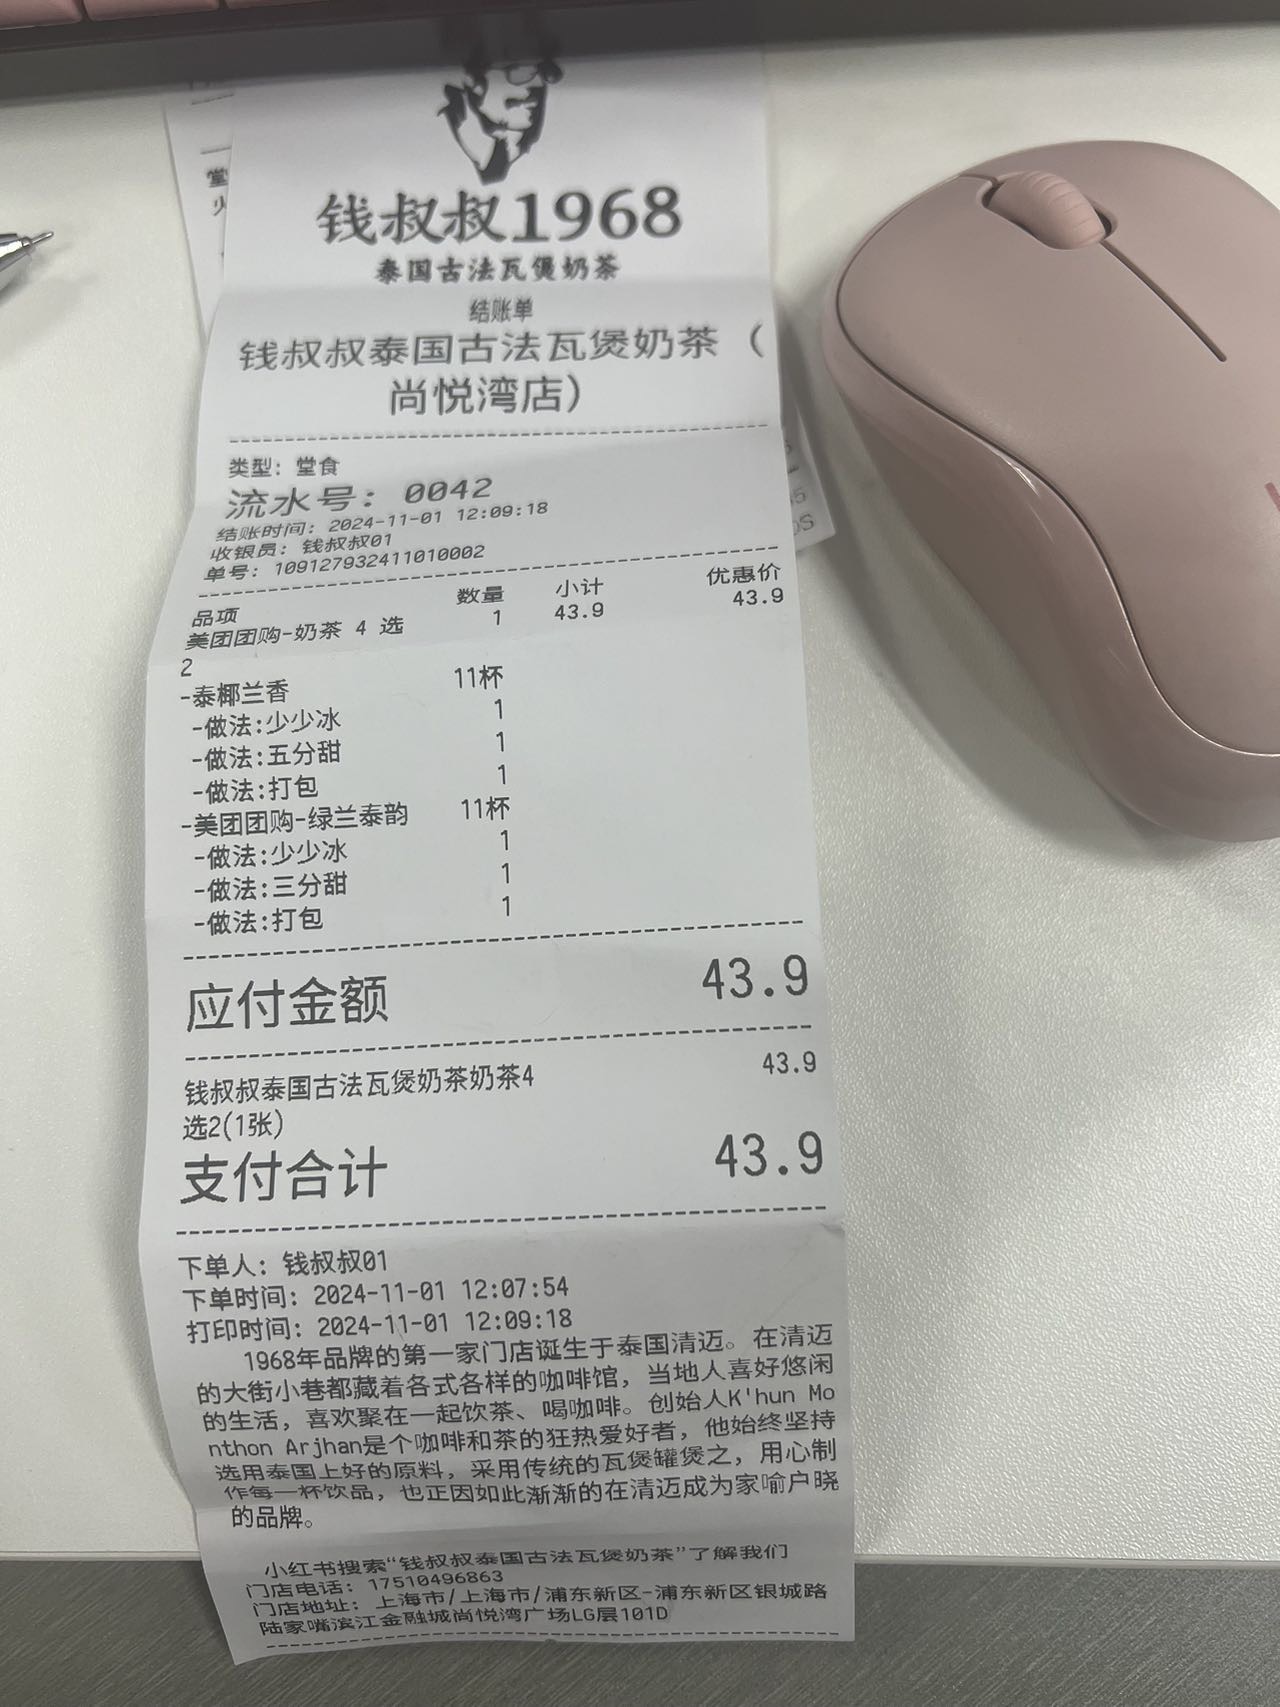 钱叔叔1968
泰国古法瓦煲奶茶
结账单
钱叔叔泰国古法瓦煲奶茶（
尚悦湾店）
类型: 堂食
流水号: 0042
结账时间: 2024-11-01 12:09:18
收银员: 钱叔叔01
单号: 109127932411010002
品项 数量 小计 优惠价
美团团购-奶茶 4 选 1 43.9 43.9
2
-泰椰兰香 11杯
-做法:少少冰 1
-做法:五分甜 1
-做法:打包 1
-美团团购-绿兰泰韵 11杯
-做法:少少冰 1
-做法:三分甜 1
-做法:打包 1
应付金额 43.9
钱叔叔泰国古法瓦煲奶茶奶茶4 43.9
选2(1张)
支付合计 43.9
下单人: 钱叔叔01
下单时间: 2024-11-01 12:07:54
打印时间: 2024-11-01 12:09:18
1968年品牌的第一家门店诞生于泰国清迈。在清迈
的大街小巷都藏着各式各样的咖啡馆，当地人喜好悠闲
的生活，喜欢聚在一起饮茶、喝咖啡。创始人K'hun Mo
nthon Arjhan是个咖啡和茶的狂热爱好者，他始终坚持
选用泰国上好的原料，采用传统的瓦煲罐煲之，用心制
作每一杯饮品，也正因如此渐渐的在清迈成为家喻户晓
的品牌。
小红书搜索“钱叔叔泰国古法瓦煲奶茶”了解我们
门店电话: 17510496863
门店地址: 上海市/上海市/浦东新区-浦东新区银城路
陆家嘴滨江金融城尚悦湾广场LG层101D